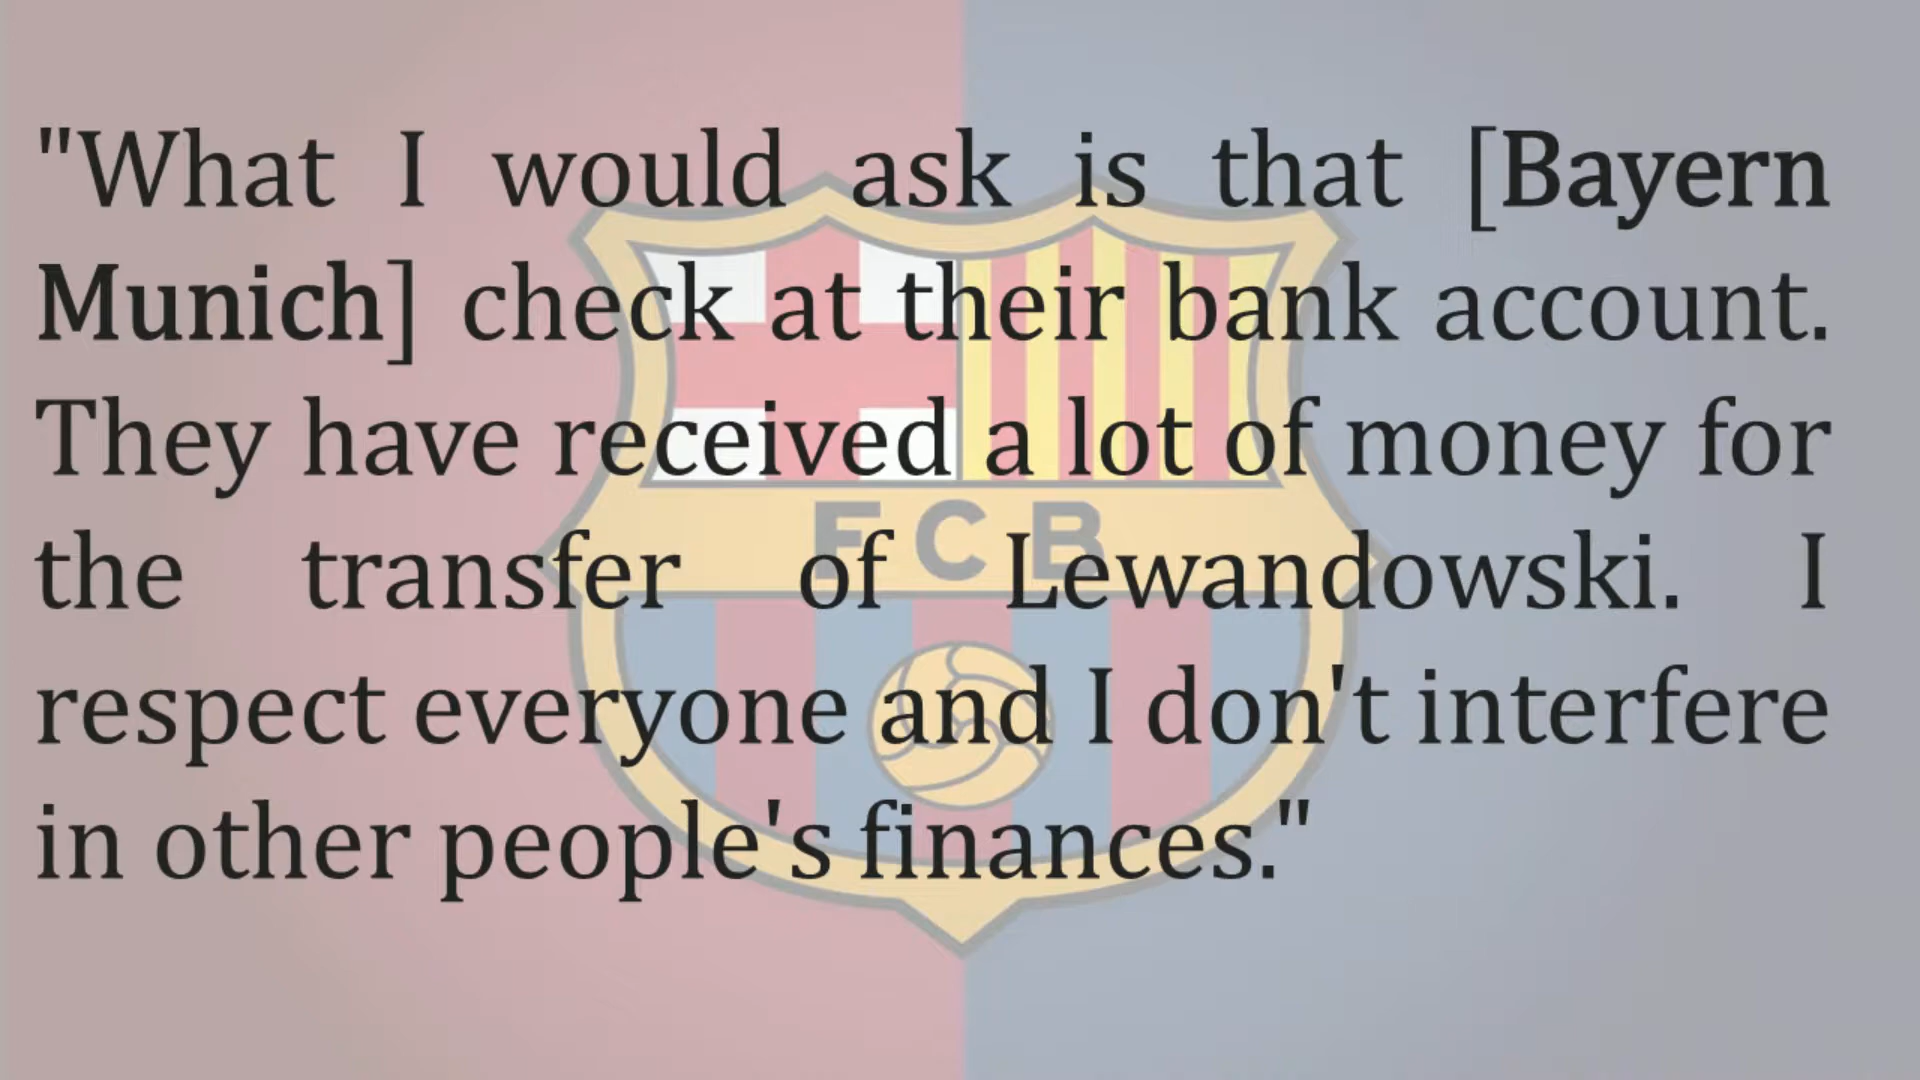 "What I would ask is that [Bayern
Munich] check at their bank account.
They have received a lot of money for
the transfer of Lewandowski. I
respect everyone and I don't interfere
in other people's finances."
FCB